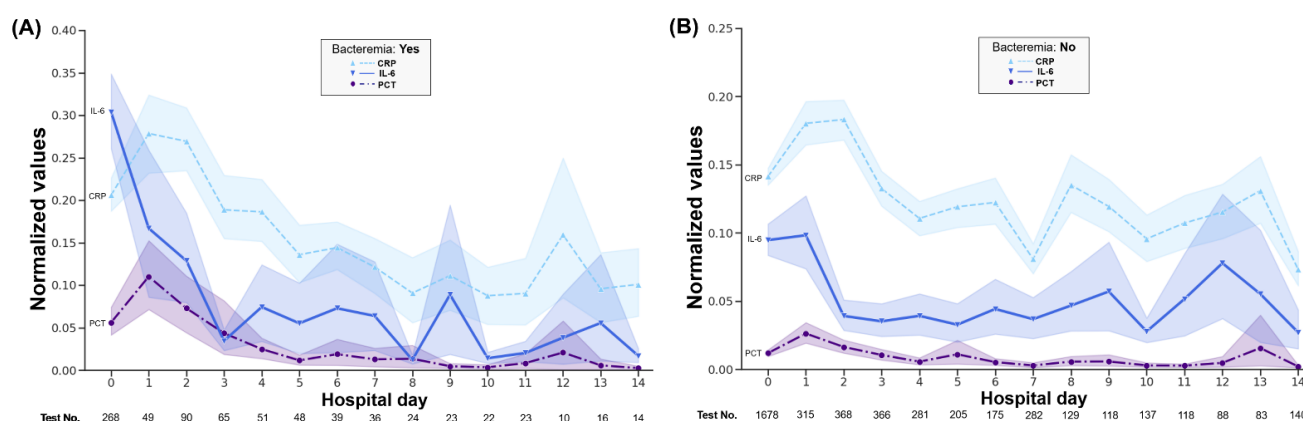 (A)
Normalized values
0.40
0.35
0.30
0.25
0.20
0.15
0.10
0.05
0.00
Bacteremia: Yes
CRP
IL-6
PCT
IL-6
CRP
PCT
0 1 2 3 4 5 6 7 8 9 10 11 12 13 14
Hospital day
Test No. 268 49 90 65 51 48 39 36 24 23 22 23 10 16 14
(B)
Normalized values
0.25
0.20
0.15
0.10
0.05
0.00
Bacteremia: No
CRP
IL-6
PCT
CRP
IL-6
PCT
0 1 2 3 4 5 6 7 8 9 10 11 12 13 14
Hospital day
Test No. 1678 315 368 366 281 205 175 282 129 118 137 118 88 83 140